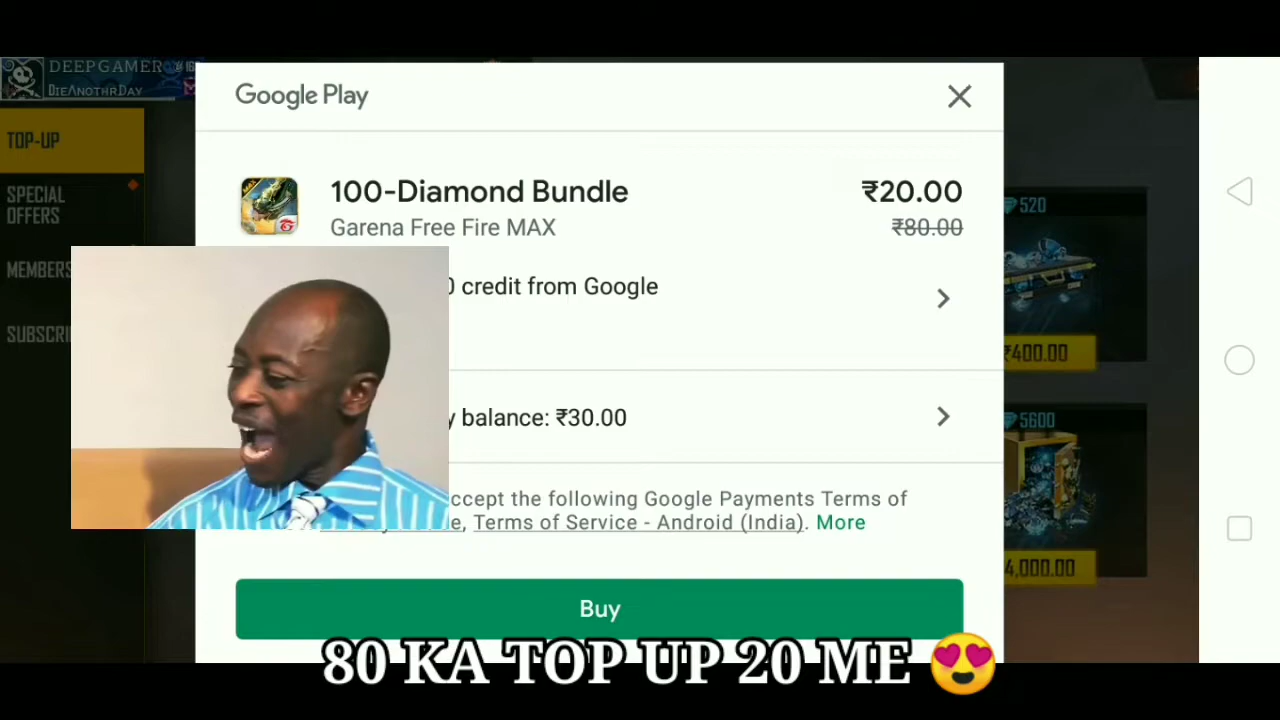 DEEPGAMER
DIEANOTHRDAY
Google Play
TOP-UP
100-Diamond Bundle
₹20.00
Garena Free Fire MAX
₹80.00
SPECIAL
OFFERS
520
MEMBERS
credit from Google
SUBSCRI
₹400.00
balance: ₹30.00
5600
accept the following Google Payments Terms of
Terms of Service - Android (India). More
4,000.00
Buy
80 KA TOP UP 20 ME 😍